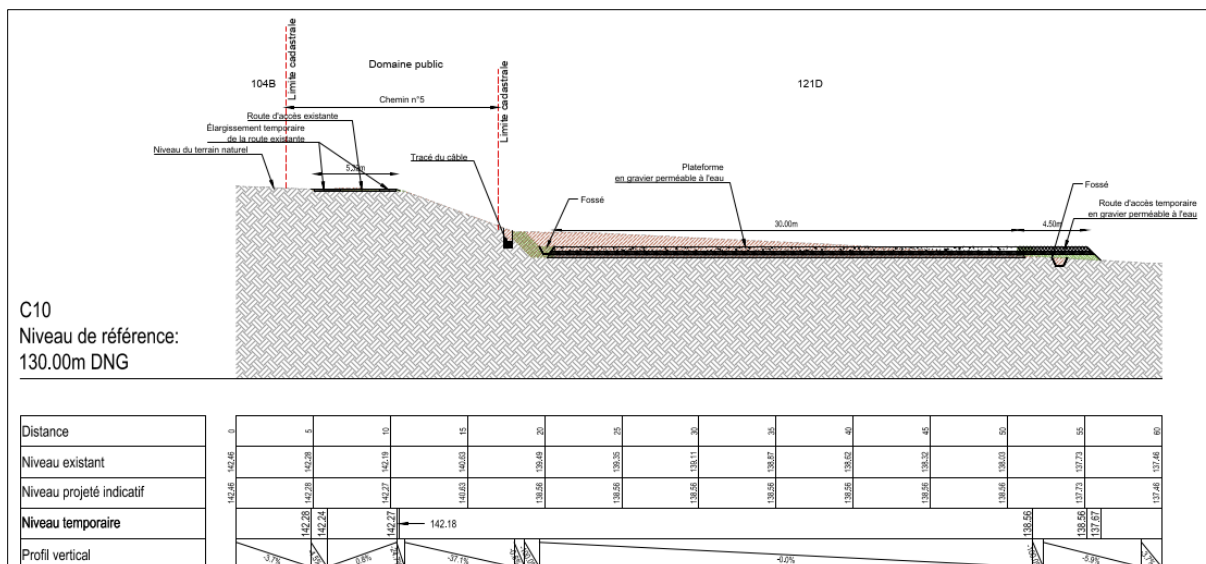 104B
Limite cadastrale
Domaine public
Limite cadastrale
121D
Chemin n°5
Route d'accès existante
Élargissement temporaire
de la route existante
Niveau du terrain naturel
Tracé du câble
Plateforme
en gravier perméable à l'eau
Fossé
Fossé
Route d'accès temporaire
en gravier perméable à l'eau
30.00m
4.50m
C10
Niveau de référence:
130.00m DNG
Distance 0 5 10 15 20 25 30 35 40 45 50 55 60
Niveau existant 142,46 142,28 142,19 140,63 139,49 139,35 139,11 138,87 138,62 138,32 138,03 137,73 137,46
Niveau projeté indicatif 142,46 142,28 142,27 140,63 138,56 138,56 138,56 138,56 138,56 138,56 138,56 137,73 137,46
Niveau temporaire 142.28 142.24 142.27 142.18 138.56 138.56 137.67
Profil vertical -3.7% 0.8% -37.1% -0.0% -5.9%